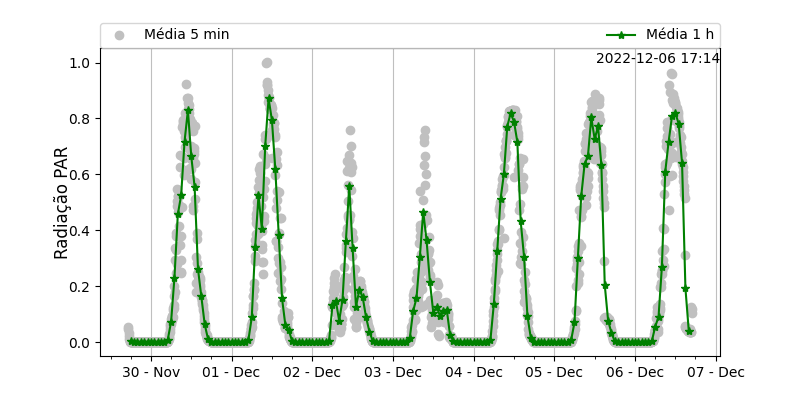 Média 5 min
Média 1 h
2022-12-06 17:14
Radiação PAR
1.0
0.8
0.6
0.4
0.2
0.0
30 - Nov
01 - Dec
02 - Dec
03 - Dec
04 - Dec
05 - Dec
06 - Dec
07 - Dec